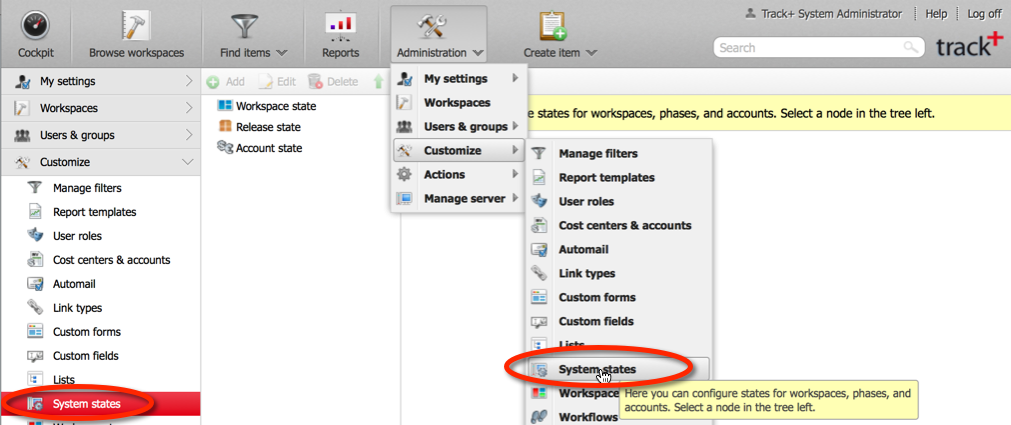 Track+ System Administrator
Help
Log off
Cockpit
Browse workspaces
Find items
Reports
Administration
Create item
Search
track+
My settings
Workspaces
Users & groups
Customize
Manage filters
Report templates
User roles
Cost centers & accounts
Automail
Link types
Custom forms
Custom fields
Lists
System states
Add
Edit
Delete
Workspace state
Release state
Account state
e states for workspaces, phases, and accounts. Select a node in the tree left.
My settings
Workspaces
Users & groups
Customize
Actions
Manage server
Manage filters
Report templates
User roles
Cost centers & accounts
Automail
Link types
Custom forms
Custom fields
Lists
System states
Workspace
Workflows
Here you can configure states for workspaces, phases, and
accounts. Select a node in the tree left.